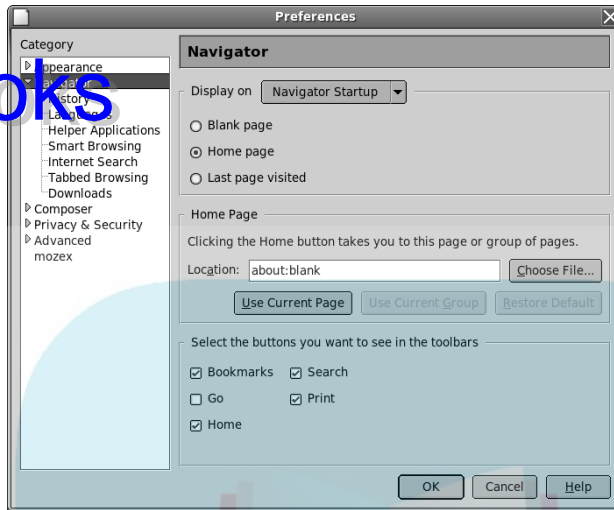 Preferences
Category
Appearance
Navigator
History
Languages
Helper Applications
Smart Browsing
Internet Search
Tabbed Browsing
Downloads
Composer
Privacy & Security
Advanced
mozex
oks
Navigator
Display on Navigator Startup
Blank page
Home page
Last page visited
Home Page
Clicking the Home button takes you to this page or group of pages.
Location: about:blank Choose File...
Use Current Page Use Current Group Restore Default
Select the buttons you want to see in the toolbars
Bookmarks Search
Go Print
Home
OK Cancel Help